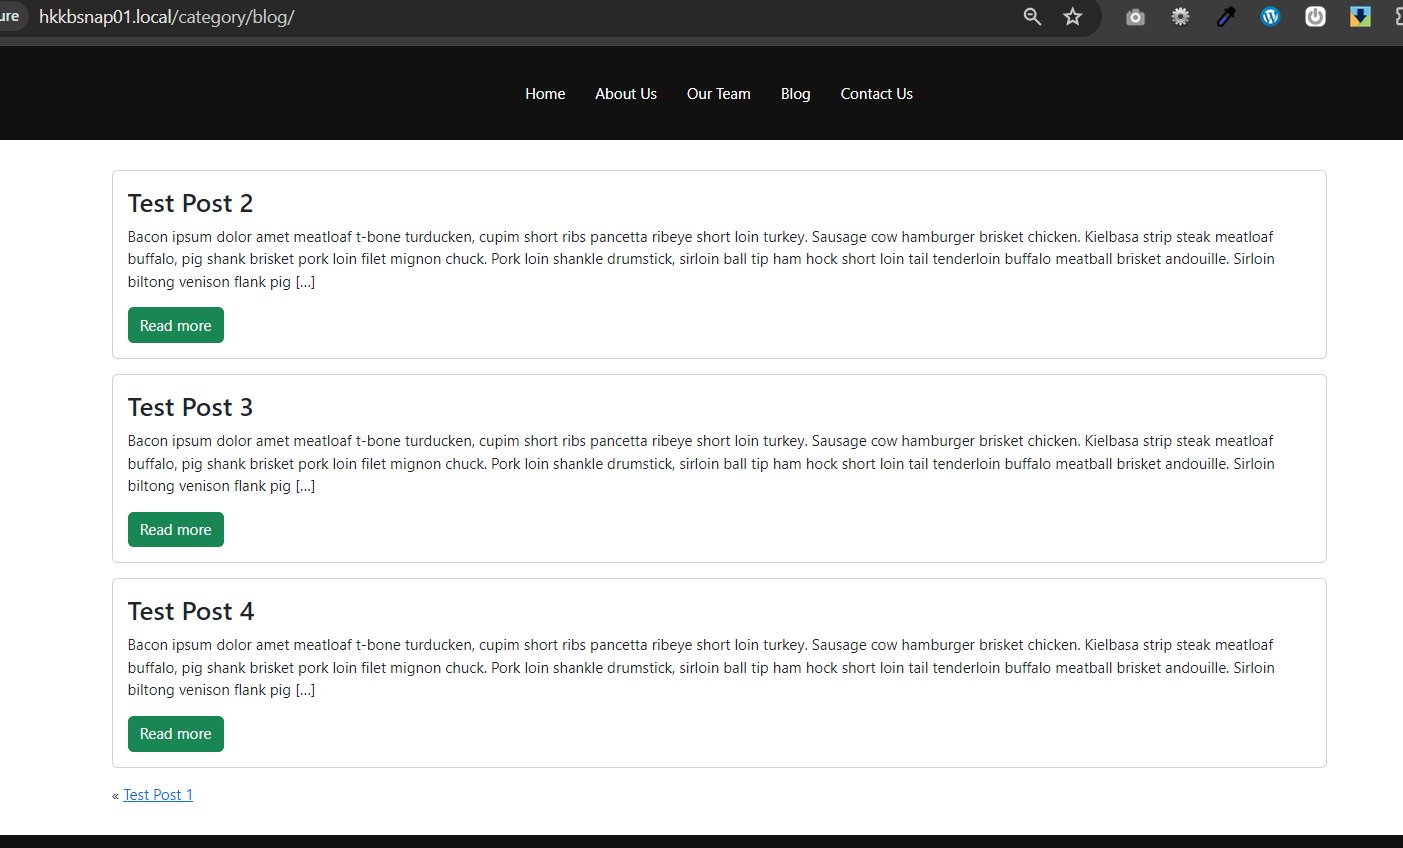 ure hkkbsnap01.local/category/blog/
Home About Us Our Team Blog Contact Us
Test Post 2
Bacon ipsum dolor amet meatloaf t-bone turducken, cupim short ribs pancetta ribeye short loin turkey. Sausage cow hamburger brisket chicken. Kielbasa strip steak meatloaf
buffalo, pig shank brisket pork loin filet mignon chuck. Pork loin shankle drumstick, sirloin ball tip ham hock short loin tail tenderloin buffalo meatball brisket andouille. Sirloin
biltong venison flank pig [...]
Read more
Test Post 3
Bacon ipsum dolor amet meatloaf t-bone turducken, cupim short ribs pancetta ribeye short loin turkey. Sausage cow hamburger brisket chicken. Kielbasa strip steak meatloaf
buffalo, pig shank brisket pork loin filet mignon chuck. Pork loin shankle drumstick, sirloin ball tip ham hock short loin tail tenderloin buffalo meatball brisket andouille. Sirloin
biltong venison flank pig [...]
Read more
Test Post 4
Bacon ipsum dolor amet meatloaf t-bone turducken, cupim short ribs pancetta ribeye short loin turkey. Sausage cow hamburger brisket chicken. Kielbasa strip steak meatloaf
buffalo, pig shank brisket pork loin filet mignon chuck. Pork loin shankle drumstick, sirloin ball tip ham hock short loin tail tenderloin buffalo meatball brisket andouille. Sirloin
biltong venison flank pig [...]
Read more
« Test Post 1